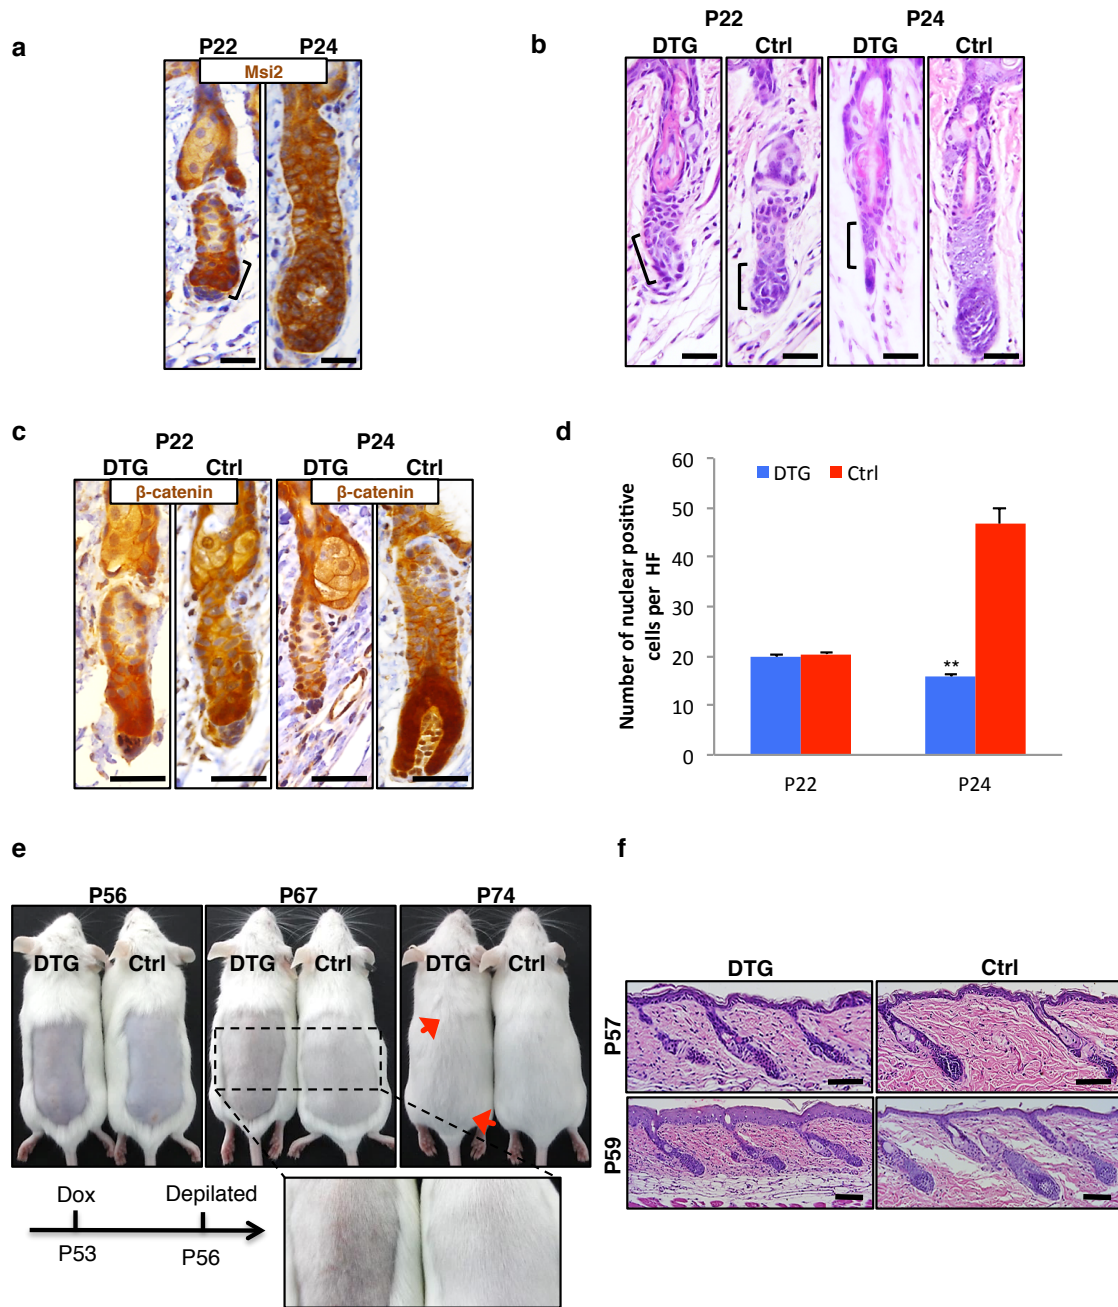 a
P22 P24
Msi2
b
P22 P24
DTG Ctrl DTG Ctrl
c
P22 P24
DTG Ctrl DTG Ctrl
β-catenin β-catenin
d
Number of nuclear positive
cells per HF
60
50
40
30
20
10
0
DTG Ctrl
**
P22 P24
e
P56 P67 P74
DTG Ctrl DTG Ctrl DTG Ctrl
Dox Depilated
P53 P56
f
DTG Ctrl
P57
P59